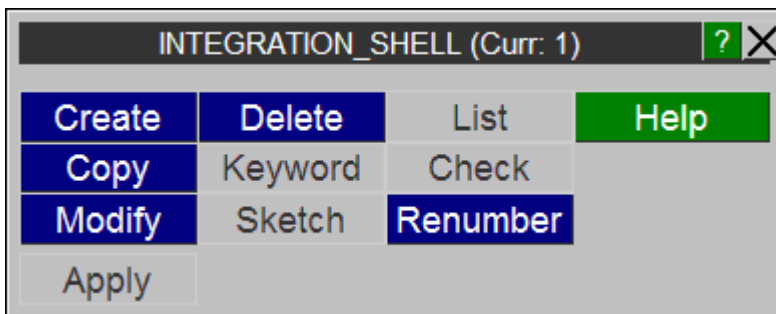 INTEGRATION_SHELL (Curr: 1) ? X
Create Delete List Help
Copy Keyword Check
Modify Sketch Renumber
Apply